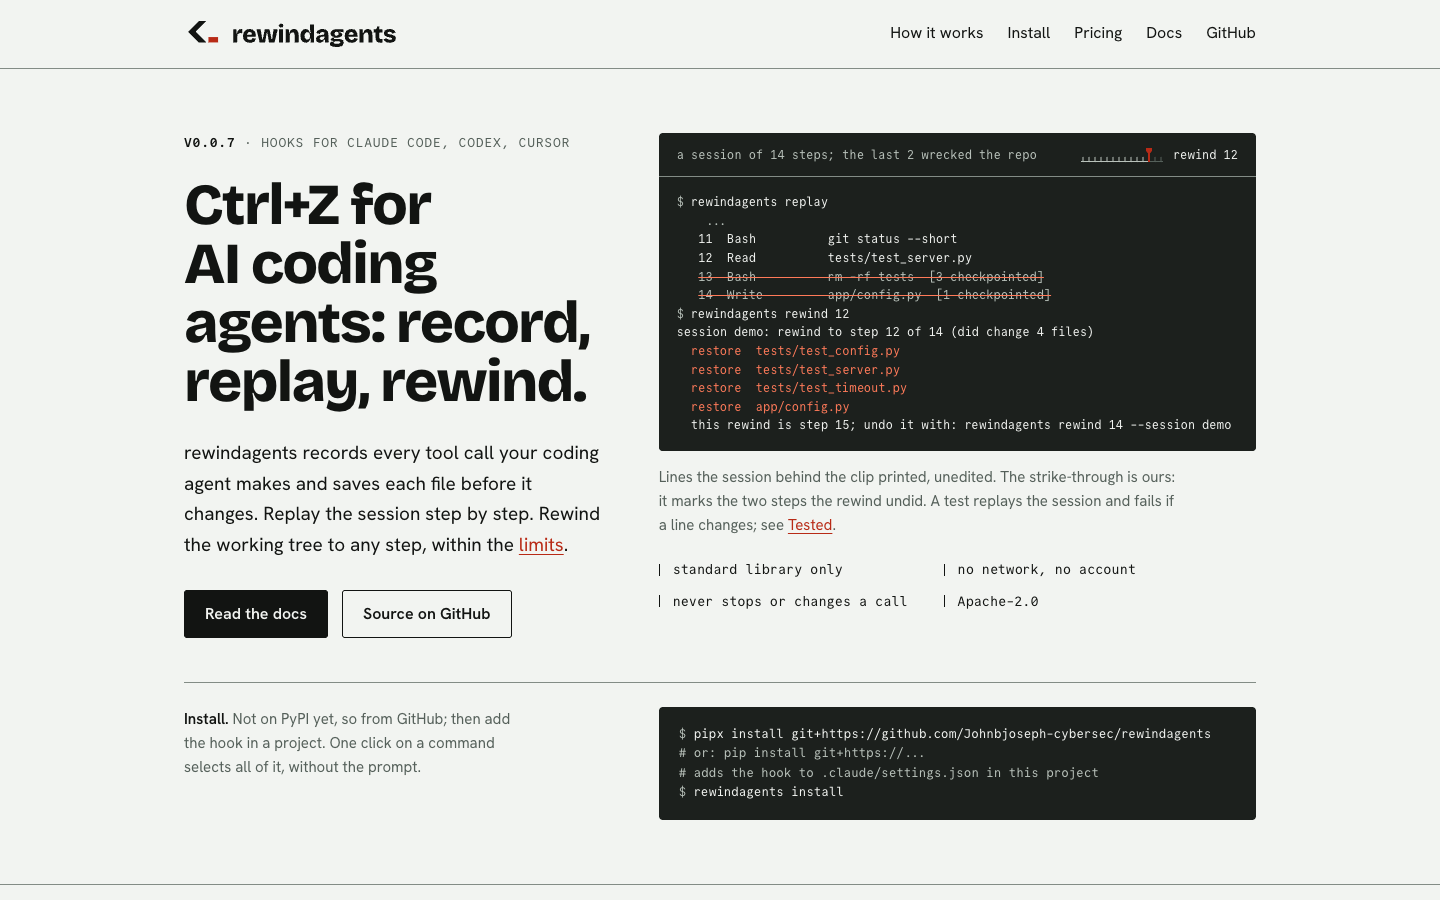 rewindagents
How it works Install Pricing Docs GitHub
V0.0.7 · HOOKS FOR CLAUDE CODE, CODEX, CURSOR
Ctrl+Z for
AI coding
agents: record,
replay, rewind.
rewindagents records every tool call your coding
agent makes and saves each file before it
changes. Replay the session step by step. Rewind
the working tree to any step, within the limits.
Read the docs Source on GitHub
a session of 14 steps; the last 2 wrecked the repo rewind 12
$ rewindagents replay
...
11 Bash git status --short
12 Read tests/test_server.py
13 Bash rm -rf tests [3 checkpointed]
14 Write app/config.py [1 checkpointed]
$ rewindagents rewind 12
session demo: rewind to step 12 of 14 (did change 4 files)
restore tests/test_config.py
restore tests/test_server.py
restore tests/test_timeout.py
restore app/config.py
this rewind is step 15; undo it with: rewindagents rewind 14 --session demo
Lines the session behind the clip printed, unedited. The strike-through is ours:
it marks the two steps the rewind undid. A test replays the session and fails if
a line changes; see Tested.
standard library only no network, no account
never stops or changes a call Apache-2.0
Install. Not on PyPI yet, so from GitHub; then add
the hook in a project. One click on a command
selects all of it, without the prompt.
$ pipx install git+https://github.com/Johnbjoseph-cybersec/rewindagents
# or: pip install git+https://...
# adds the hook to .claude/settings.json in this project
$ rewindagents install